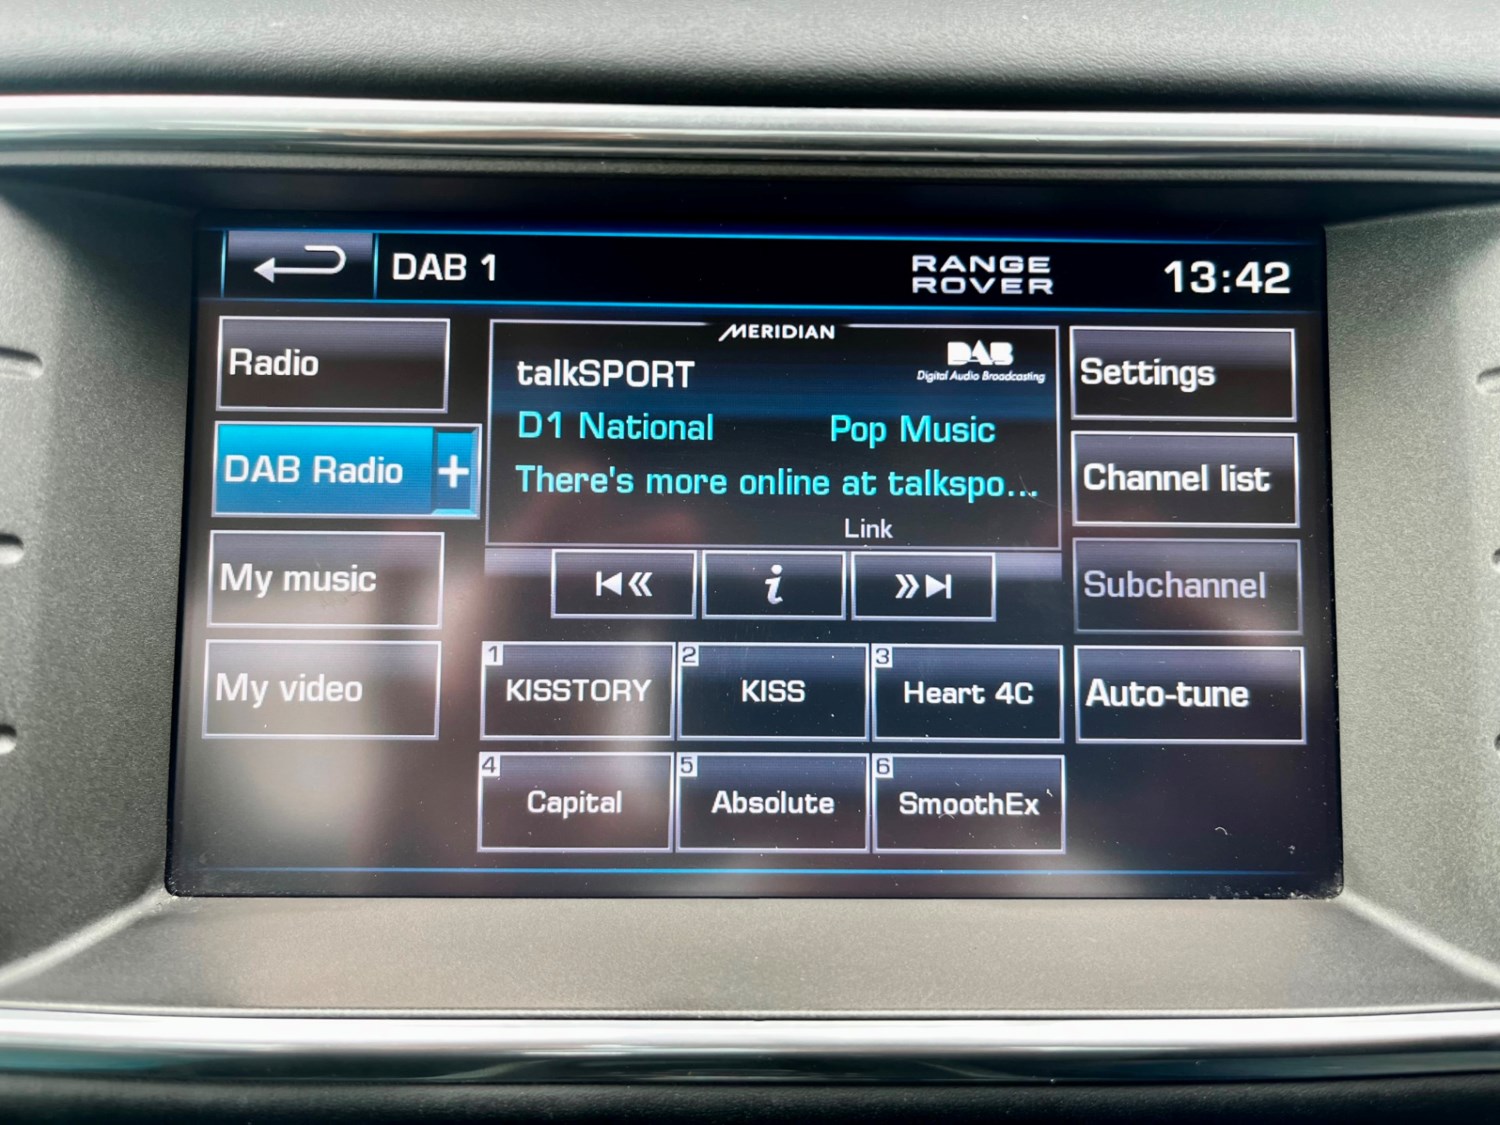 DAB 1
RANGE
ROVER
13:42
Radio
DAB Radio +
My music
My video
MERIDIAN
talkSPORT
DAB
Digital Audio Broadcasting
D1 National
Pop Music
There's more online at talkspo...
Link
i
1 KISSTORY
2 KISS
3 Heart 4C
4 Capital
5 Absolute
6 SmoothEx
Settings
Channel list
Subchannel
Auto-tune